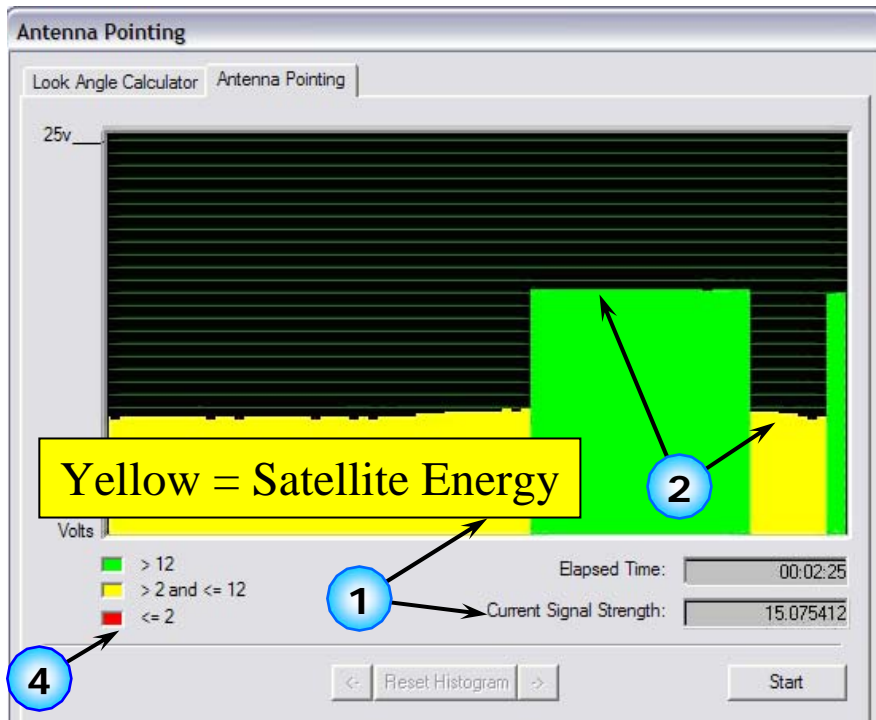 Antenna Pointing
Look Angle Calculator Antenna Pointing
25v
Yellow = Satellite Energy
2
Volts
> 12
> 2 and <= 12
<= 2
1
Elapsed Time: 00:02:25
Current Signal Strength: 15.075412
4
<- Reset Histogram ->
Start